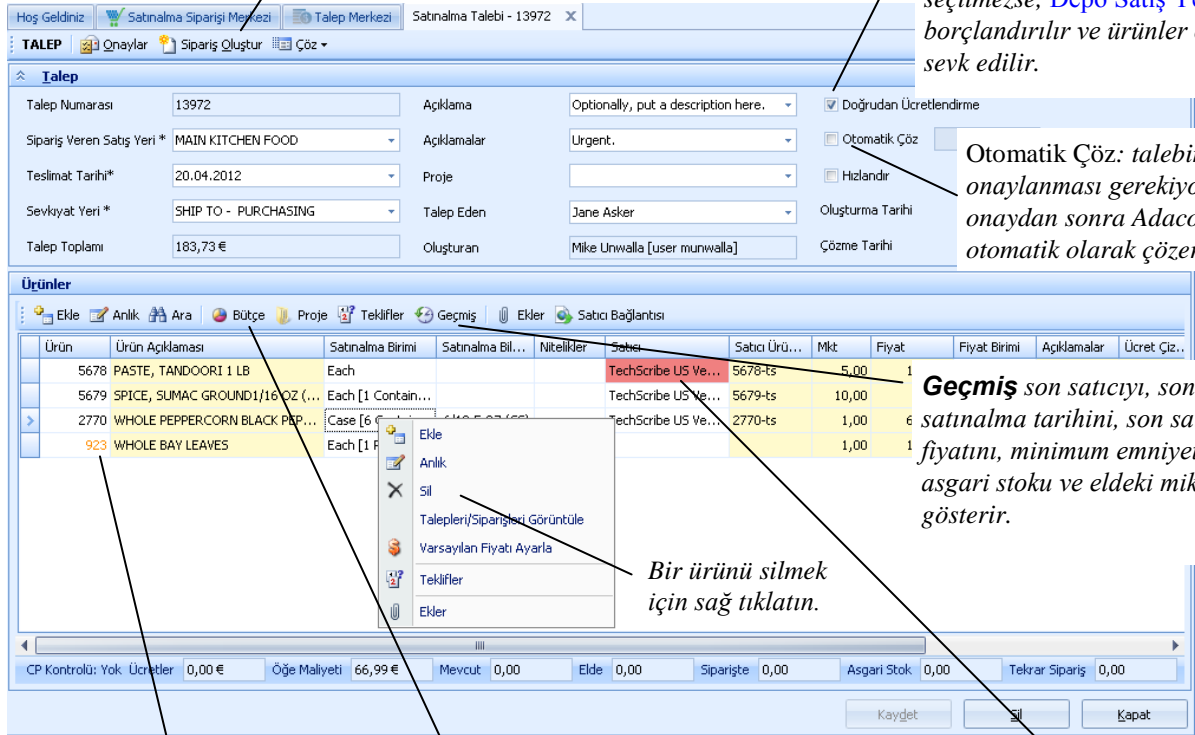 seçilmezse, Depo Satış
borçlandırılır ve ürünler
sevk edilir.
Hoş Geldiniz Satınalma Siparişi Merkezi Talep Merkezi Satınalma Talebi - 13972
TALEP Onaylar Sipariş Oluştur Çöz
Talep
Talep Numarası 13972 Açıklama Optionally, put a description here. Doğrudan Ücretlendirme
Sipariş Veren Satış Yeri * MAIN KITCHEN FOOD Açıklamalar Urgent. Otomatik Çöz
Teslimat Tarihi* 20.04.2012 Proje Hızlandır
Sevkıyat Yeri * SHIP TO - PURCHASING Talep Eden Jane Asker Oluşturma Tarihi
Talep Toplamı 183,73 € Oluşturan Mike Unwalla [user munwalla] Çözme Tarihi
Otomatik Çöz: talebin
onaylanması
onaydan sonra
otomatik olarak
Ürünler
Ekle Anlık Ara Bütçe Proje Teklifler Geçmiş Ekler Satıcı Bağlantısı
Ürün Ürün Açıklaması Satınalma Birimi Satınalma Bil... Nitelikler Satıcı Satıcı Ürü... Mkt Fiyat Fiyat Birimi Açıklamalar Ücret Çiz..
5678 PASTE, TANDOORI 1 LB Each TechScribe US Ve... 5678-ts 5,00 1
5679 SPICE, SUMAC GROUND1/16 OZ (... Each [1 Contain... TechScribe US Ve... 5679-ts 10,00
2770 WHOLE PEPPERCORN BLACK PEP... Case [6 TechScribe US Ve... 2770-ts 1,00 6
923 WHOLE BAY LEAVES Each [1 1,00 1
Ekle
Anlık
Sil
Talepleri/Siparişleri Görüntüle
Varsayılan Fiyatı Ayarla
Teklifler
Ekler
Geçmiş son satıcıyı, son
satınalma tarihini, son
fiyatını, minimum
asgari stoku ve eldeki
gösterir.
Bir ürünü silmek
için sağ tıklatın.
CP Kontrolü: Yok Ücretler 0,00 € Öğe Maliyeti 66,99 € Mevcut 0,00 Elde 0,00 Siparişte 0,00 Asgari Stok 0,00 Tekrar Sipariş 0,00
Kaydet Sil Kapat